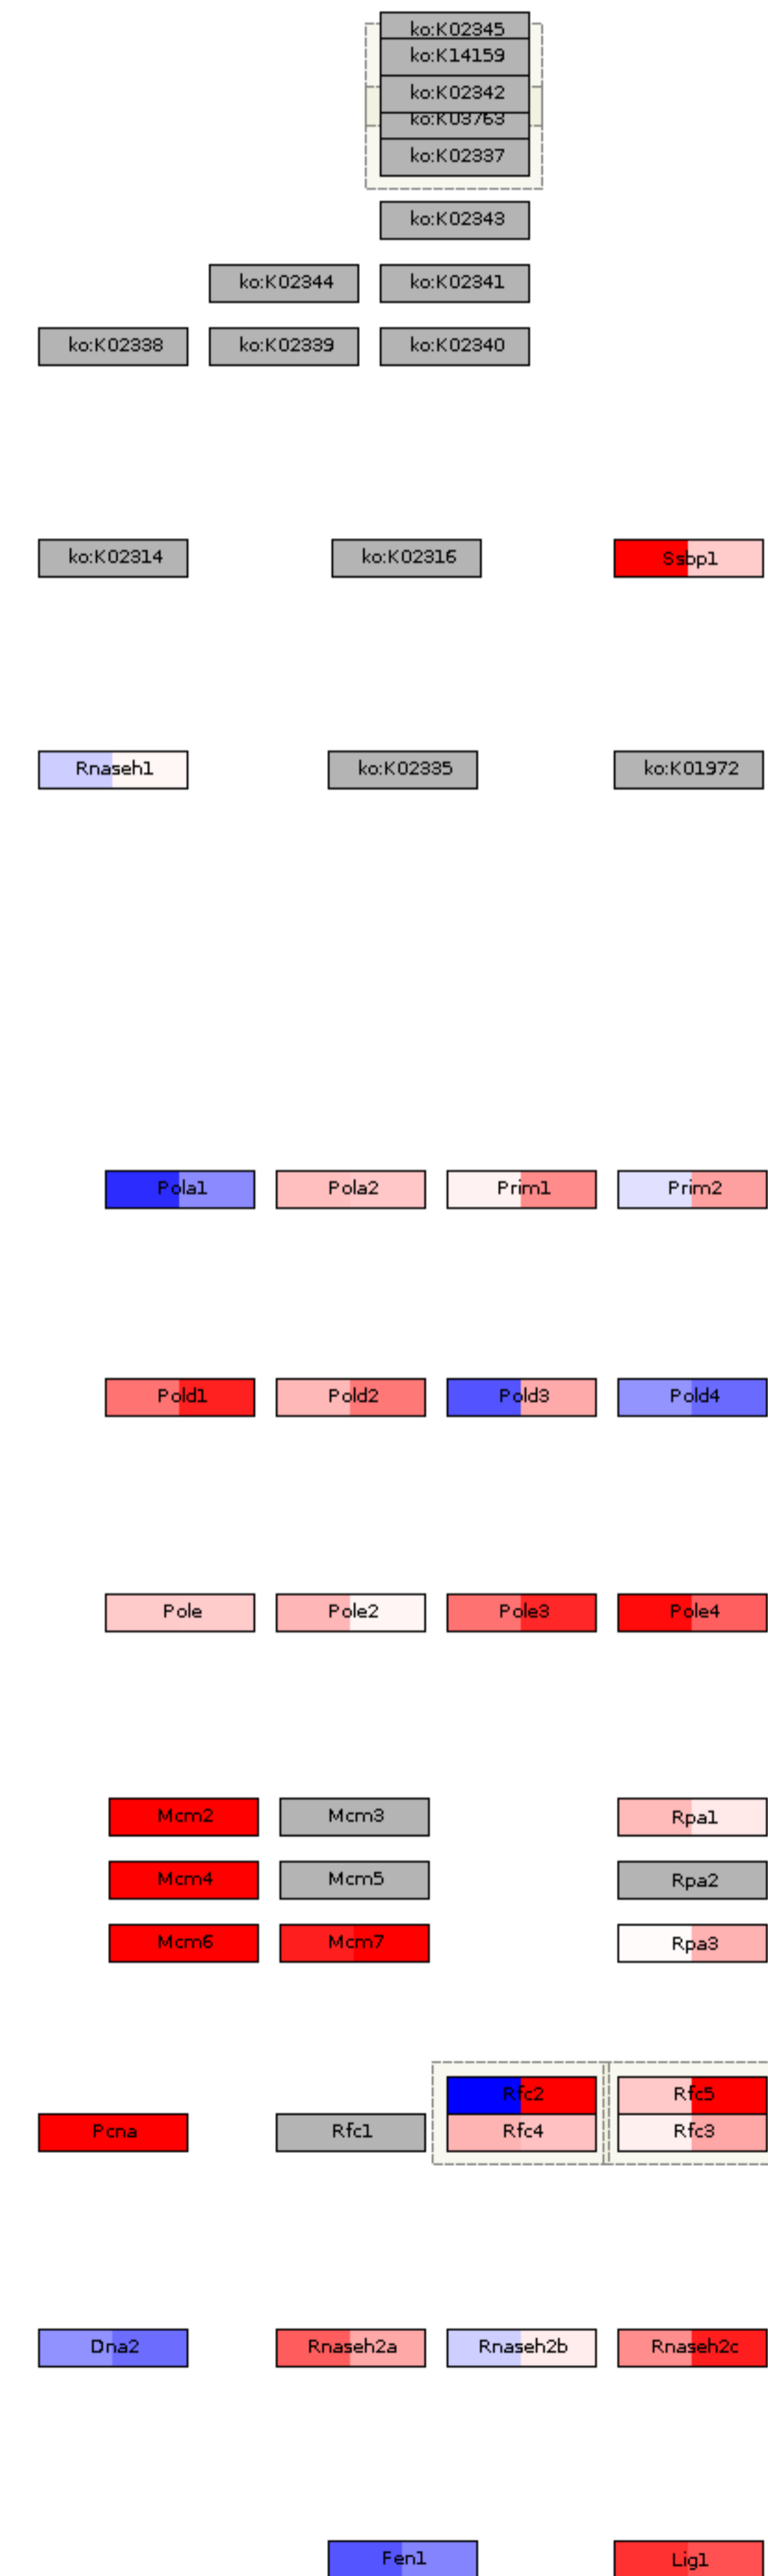 ko:K02345
ko:K14159
ko:K02342
ko:K03763
ko:K02337
ko:K02343
ko:K02344 ko:K02341
ko:K02338 ko:K02339 ko:K02340
ko:K02314 ko:K02316 Ssbp1
Rnaseh1 ko:K02335 ko:K01972
Pola1 Pola2 Prim1 Prim2
Pold1 Pold2 Pold3 Pold4
Pole Pole2 Pole3 Pole4
Mcm2 Mcm3 Rpa1
Mcm4 Mcm5 Rpa2
Mcm6 Mcm7 Rpa3
Rfc2 Rfc5
Pcna Rfc1 Rfc4 Rfc3
Dna2 Rnaseh2a Rnaseh2b Rnaseh2c
Fen1 Lig1